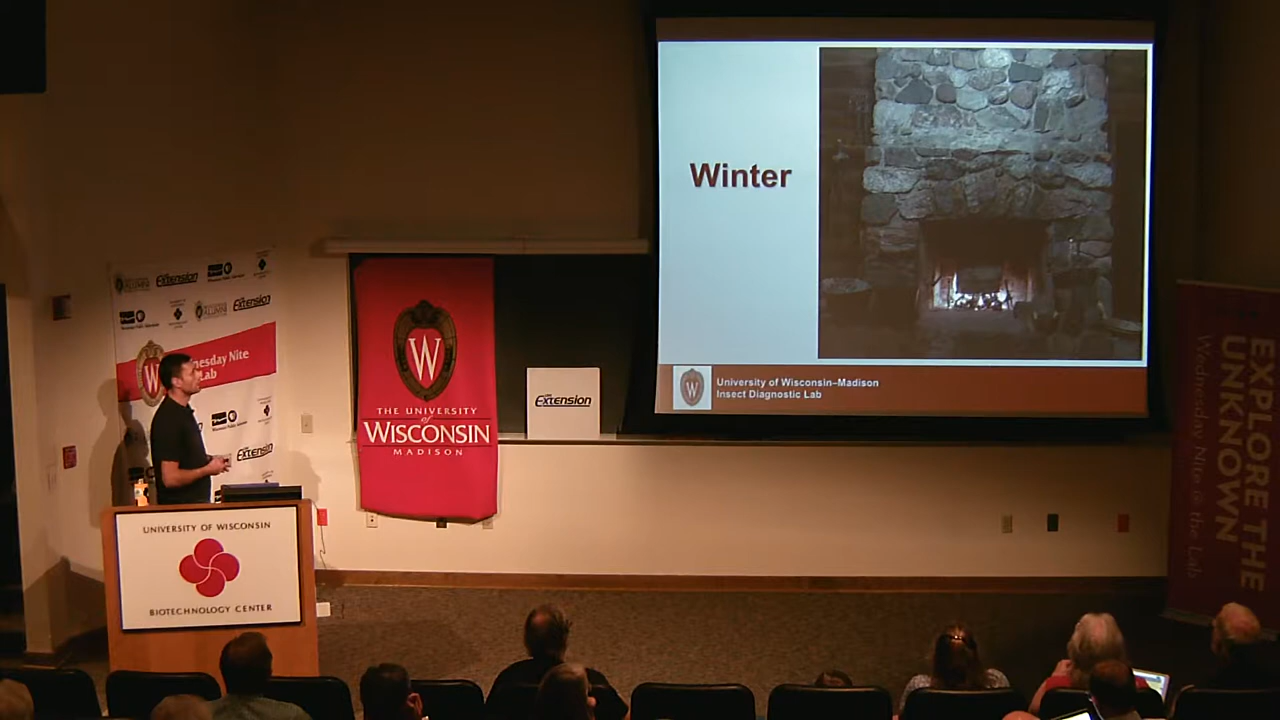 Winter
University of Wisconsin–Madison
Insect Diagnostic Lab
W
THE UNIVERSITY
of
WISCONSIN
MADISON
Extension
Extension
Extension
Extension
W
nesday Nite
Lab
UNIVERSITY OF WISCONSIN
BIOTECHNOLOGY CENTER
EXPLORE THE
UNKNOWN
Wednesday Nite @ the Lab